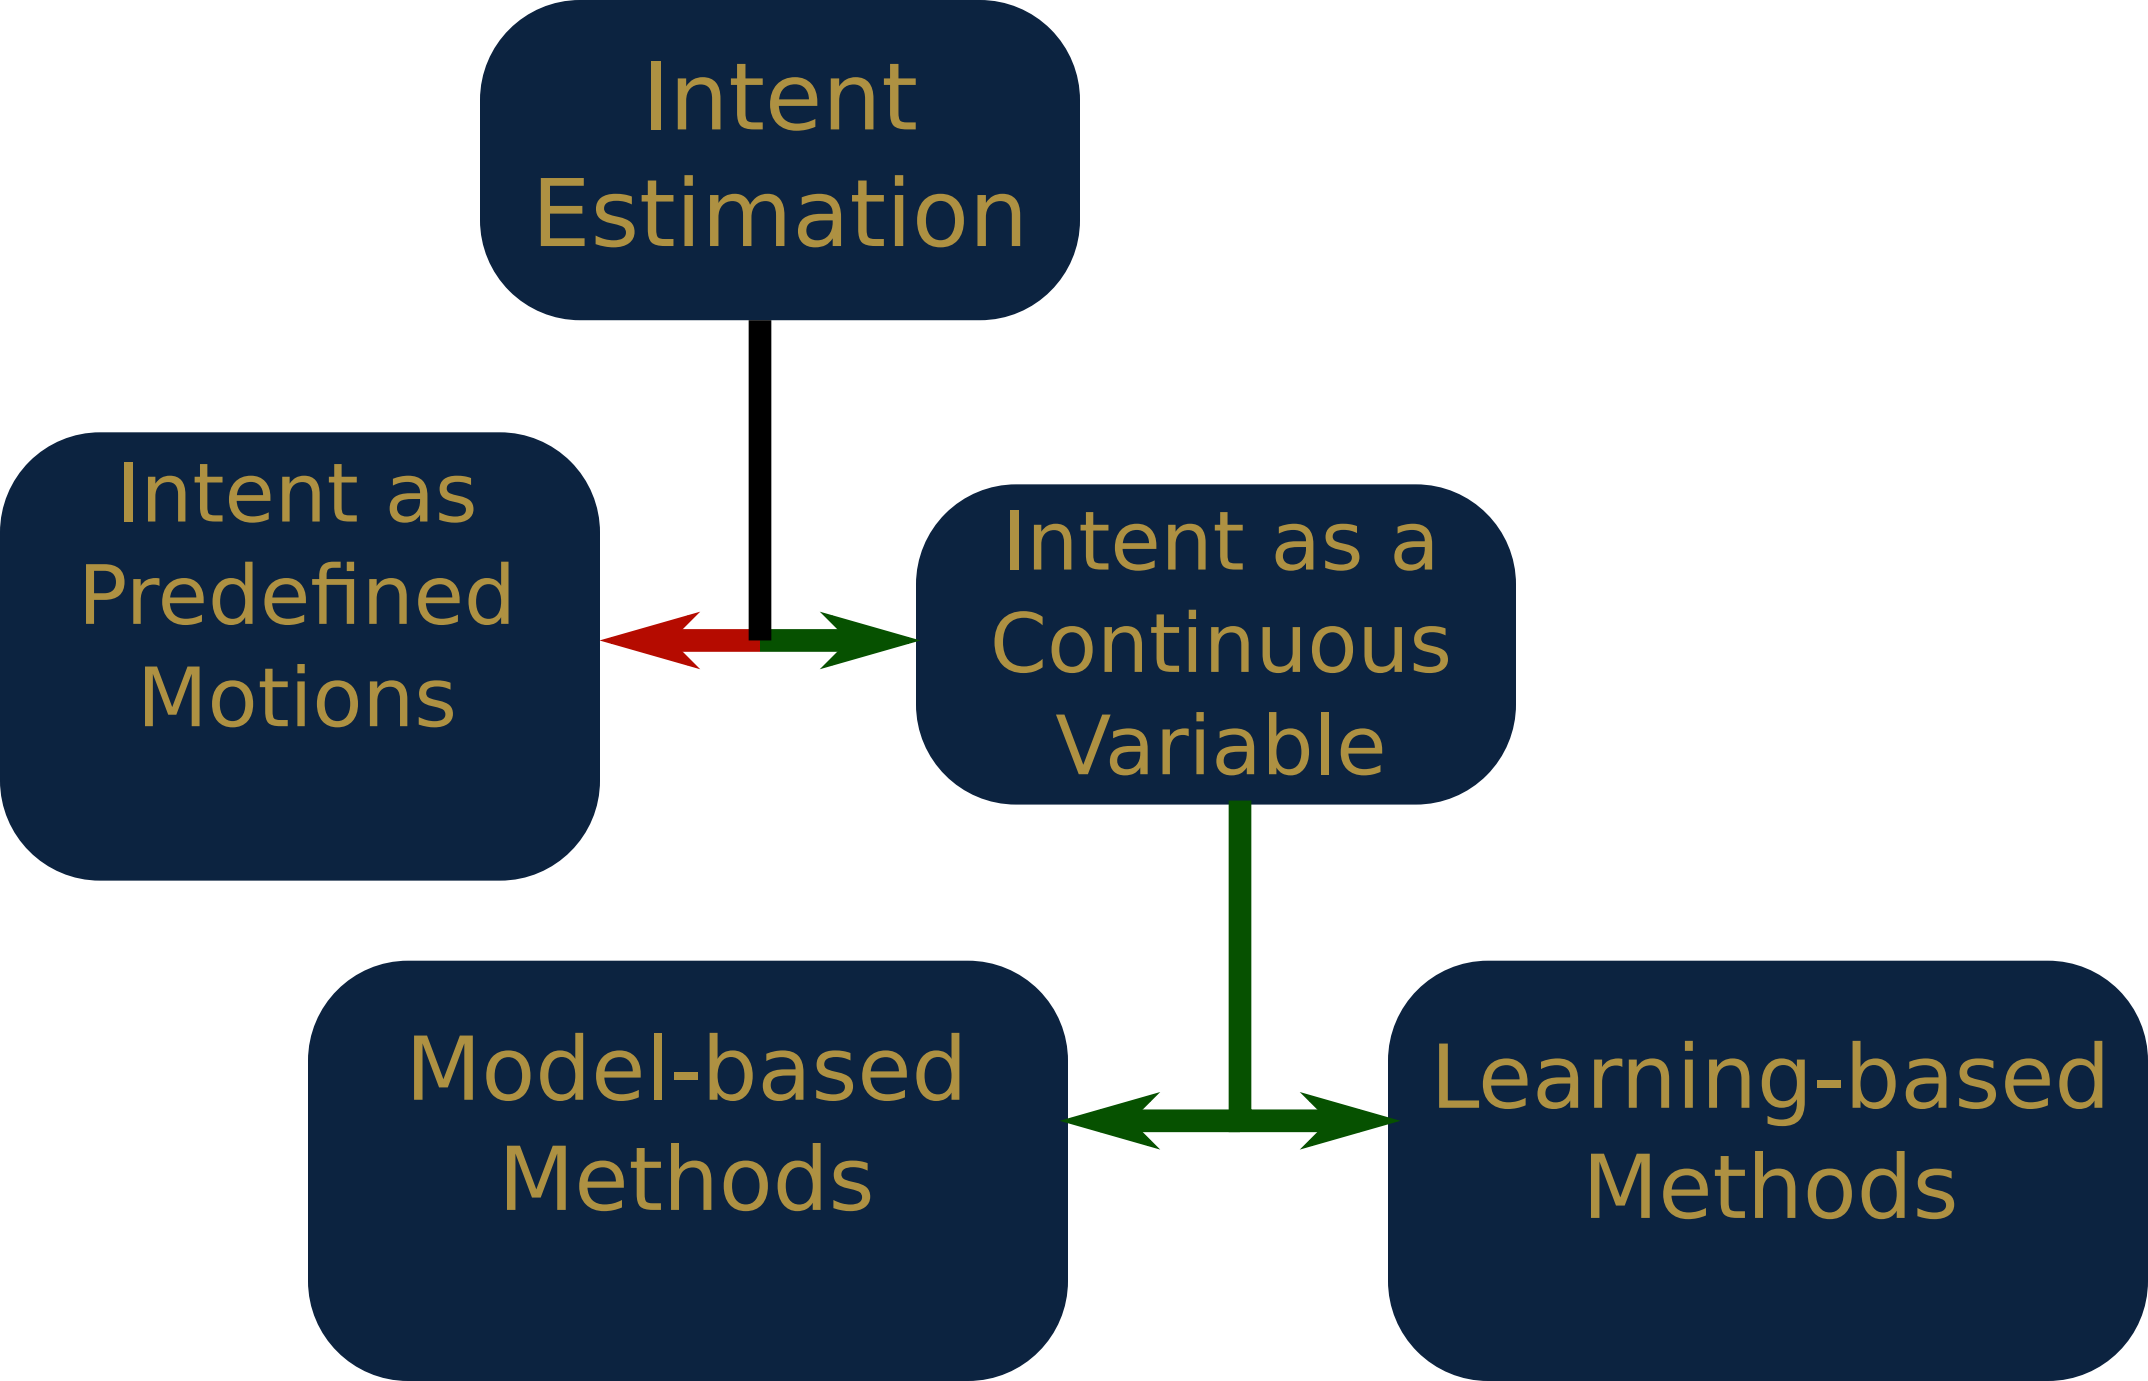 Intent
Estimation
Intent as
Predefined
Motions
Intent as a
Continuous
Variable
Model-based
Methods
Learning-based
Methods